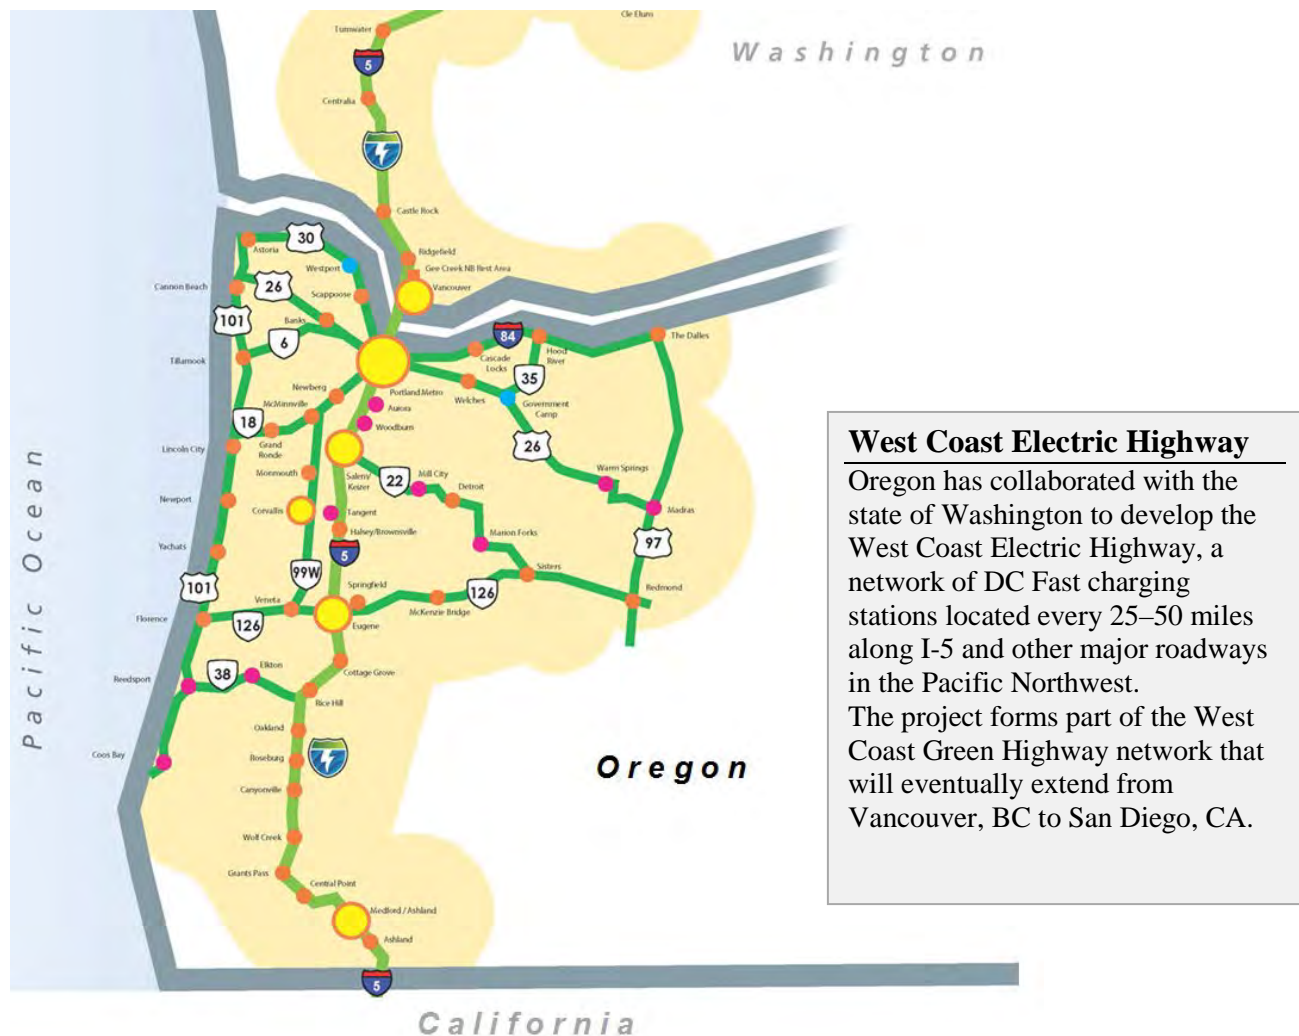 Cle Elum
Tumwater
Washington
5
Centralia
Castle Rock
Ridgefield
Gee Creek NB Rest Area
Vancouver
30
Astoria
Westport
26
Cannon Beach
Scappoose
101
Banks
6
84
The Dalles
Tillamook
Cascade
Locks
Hood
River
35
Newberg
Portland Metro
Welches
Government
Camp
McMinnville
Aurora
18
Woodburn
26
Lincoln City
Grand
Ronde
Monmouth
Salem/
Keizer
22
Mill City
Detroit
Warm Springs
Newport
Corvallis
Tangent
Madras
Halsey/Brownsville
Marion Forks
97
Yachats
5
99W
Sisters
101
Springfield
126
Redmond
Veneta
McKenzie Bridge
Florence
126
Eugene
Elkton
38
Cottage Grove
Reedsport
Rice Hill
Oakland
Coos Bay
Roseburg
Oregon
Canyonville
Wolf Creek
Grants Pass
Central Point
Medford / Ashland
Ashland
5
California
Pacific Ocean
West Coast Electric Highway
Oregon has collaborated with the
state of Washington to develop the
West Coast Electric Highway, a
network of DC Fast charging
stations located every 25–50 miles
along I-5 and other major roadways
in the Pacific Northwest.
The project forms part of the West
Coast Green Highway network that
will eventually extend from
Vancouver, BC to San Diego, CA.